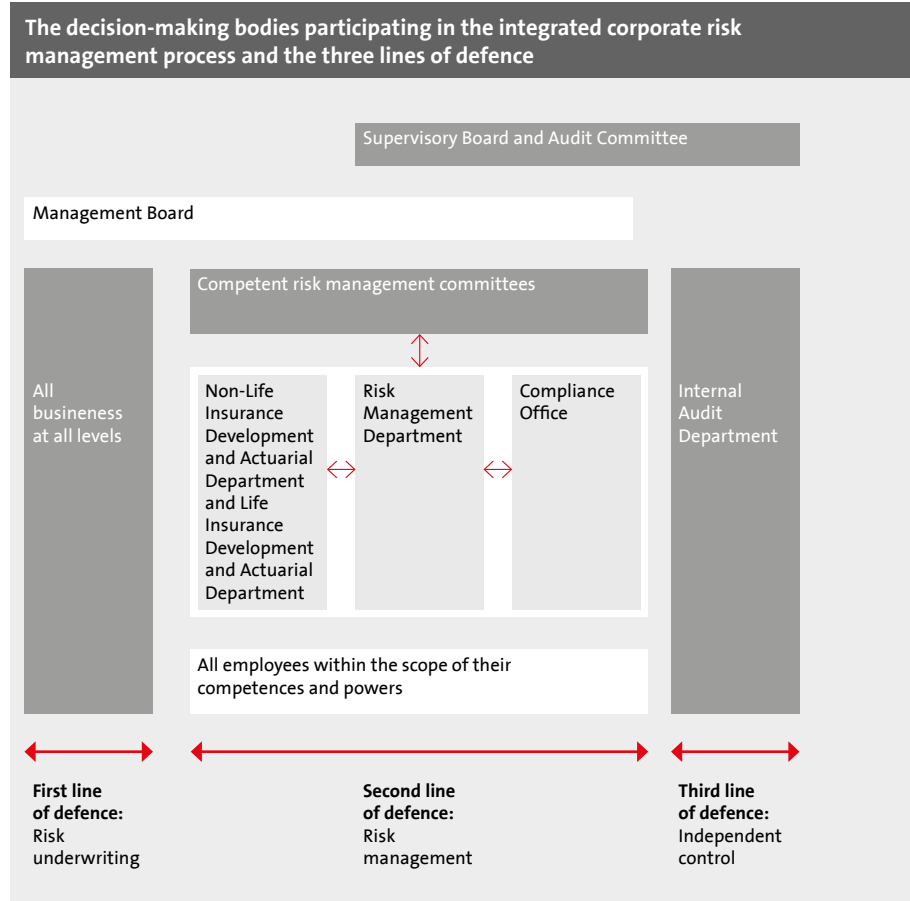 The decision-making bodies participating in the integrated corporate risk
management process and the three lines of defence
Supervisory Board and Audit Committee
Management Board
Competent risk management committees
All
busineness
at all levels
Non-Life
Insurance
Development
and Actuarial
Department
and Life
Insurance
Development
and Actuarial
Department
Risk
Management
Department
Compliance
Office
Internal
Audit
Department
All employees within the scope of their
competences and powers
First line
of defence:
Risk
underwriting
Second line
of defence:
Risk
management
Third line
of defence:
Independent
control